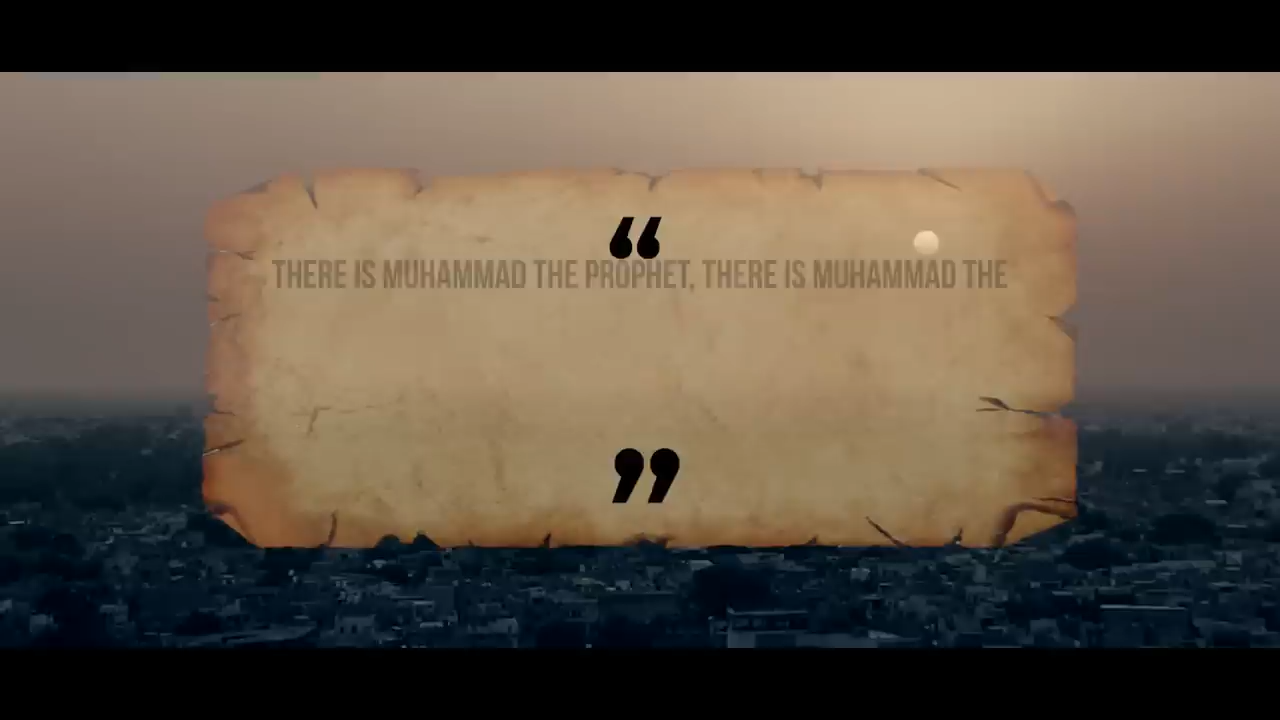 “
THERE IS MUHAMMAD THE PROPHET, THERE IS MUHAMMAD THE
”